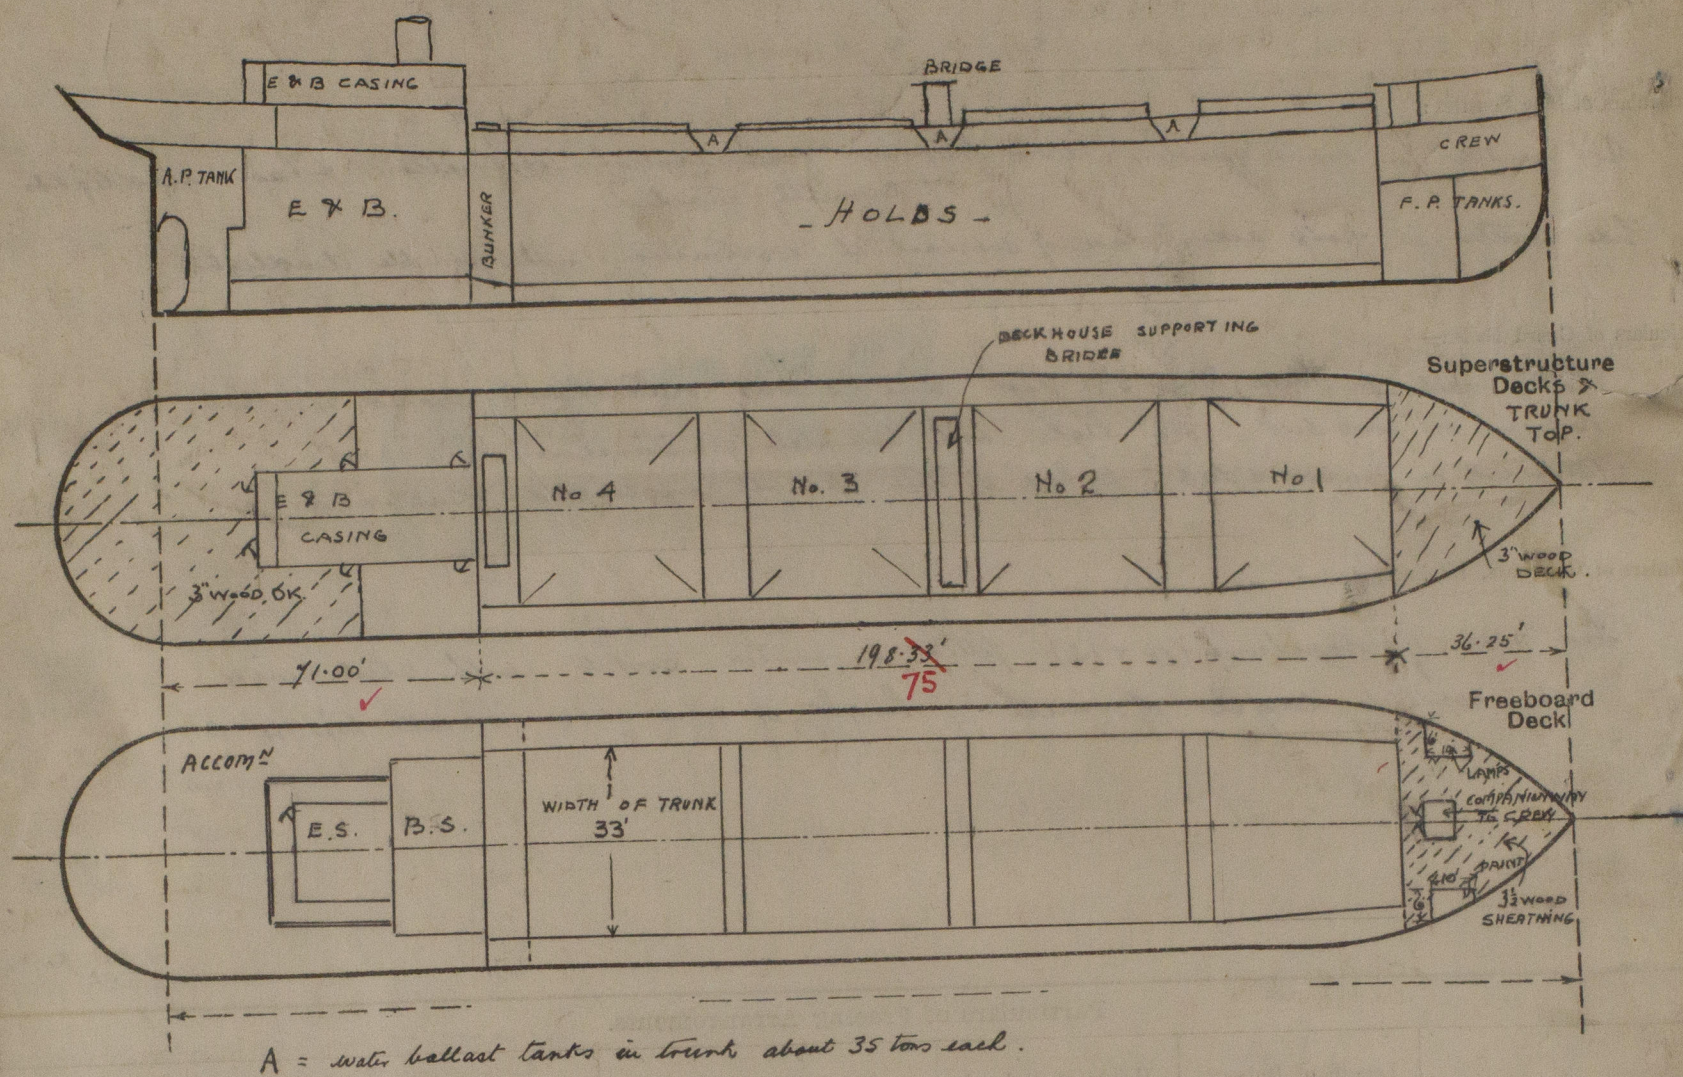 BRIDGE
E & B CASING
A
A
A
CREW
A.P. TANK
E & B.
BUNKER
- HOLDS -
F. P. TANKS.
DECKHOUSE SUPPORTING
BRIDGE
Superstructure
Decks &
TRUNK
TOP.
No 4
No. 3
No 2
No 1
E & B
CASING
3" WOOD DK.
3" WOOD
DECK.
71.00'
198.33'
75
36.25'
Freeboard
Deck
ACCOMN
LAMPS
WIDTH OF TRUNK
33'
E.S.
B.S.
COMPANIONWAY
TO CREW
PAINT
WOOD
SHEATHING
A = water ballast tanks in trunk about 35 tons each.